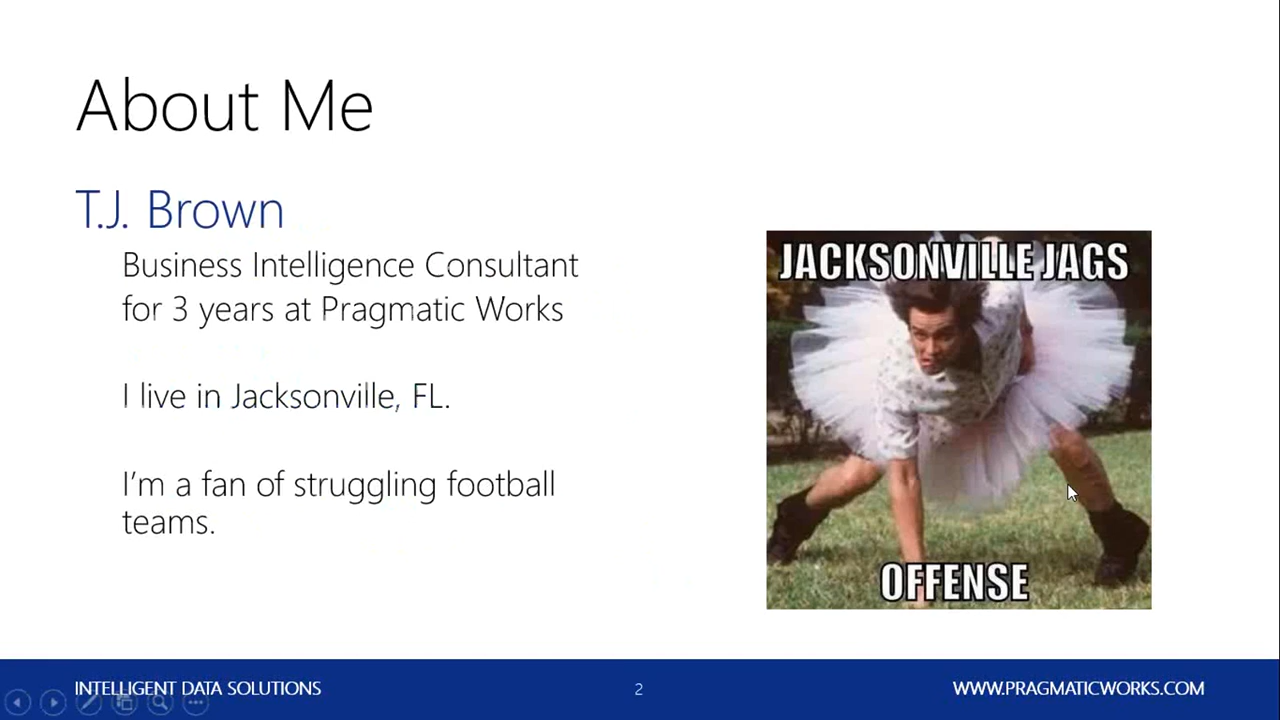 About Me
T.J. Brown
Business Intelligence Consultant
for 3 years at Pragmatic Works
I live in Jacksonville, FL.
I'm a fan of struggling football
teams.
JACKSONVILLE JAGS
OFFENSE
INTELLIGENT DATA SOLUTIONS
2
WWW.PRAGMATICWORKS.COM